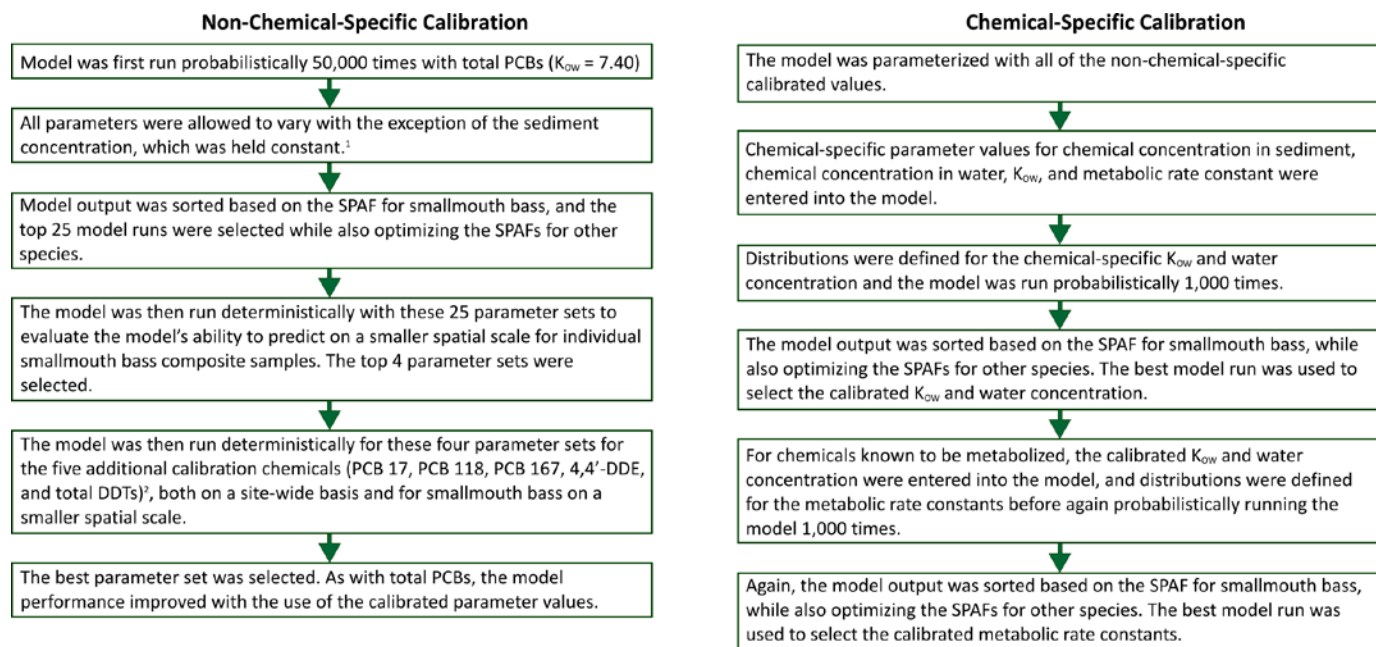 Non-Chemical-Specific Calibration
Model was first run probabilistically 50,000 times with total PCBs (Kow = 7.40)
All parameters were allowed to vary with the exception of the sediment
concentration, which was held constant.1
Model output was sorted based on the SPAF for smallmouth bass, and the
top 25 model runs were selected while also optimizing the SPAFs for other
species.
The model was then run deterministically with these 25 parameter sets to
evaluate the model's ability to predict on a smaller spatial scale for individual
smallmouth bass composite samples. The top 4 parameter sets were
selected.
The model was then run deterministically for these four parameter sets for
the five additional calibration chemicals (PCB 17, PCB 118, PCB 167, 4,4'-DDE,
and total DDTs)2, both on a site-wide basis and for smallmouth bass on a
smaller spatial scale.
The best parameter set was selected. As with total PCBs, the model
performance improved with the use of the calibrated parameter values.
Chemical-Specific Calibration
The model was parameterized with all of the non-chemical-specific
calibrated values.
Chemical-specific parameter values for chemical concentration in sediment,
chemical concentration in water, Kow, and metabolic rate constant were
entered into the model.
Distributions were defined for the chemical-specific Kow and water
concentration and the model was run probabilistically 1,000 times.
The model output was sorted based on the SPAF for smallmouth bass, while
also optimizing the SPAFs for other species. The best model run was used to
select the calibrated Kow and water concentration.
For chemicals known to be metabolized, the calibrated Kow and water
concentration were entered into the model, and distributions were defined
for the metabolic rate constants before again probabilistically running the
model 1,000 times.
Again, the model output was sorted based on the SPAF for smallmouth bass,
while also optimizing the SPAFs for other species. The best model run was
used to select the calibrated metabolic rate constants.